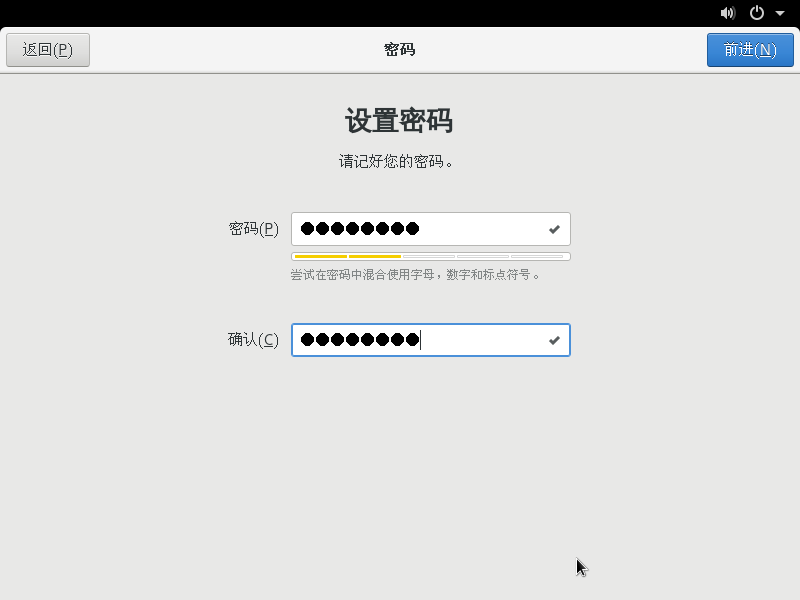 返回(P)
密码
前进(N)
设置密码
请记好您的密码。
密码(P)
尝试在密码中混合使用字母，数字和标点符号。
确认(C)